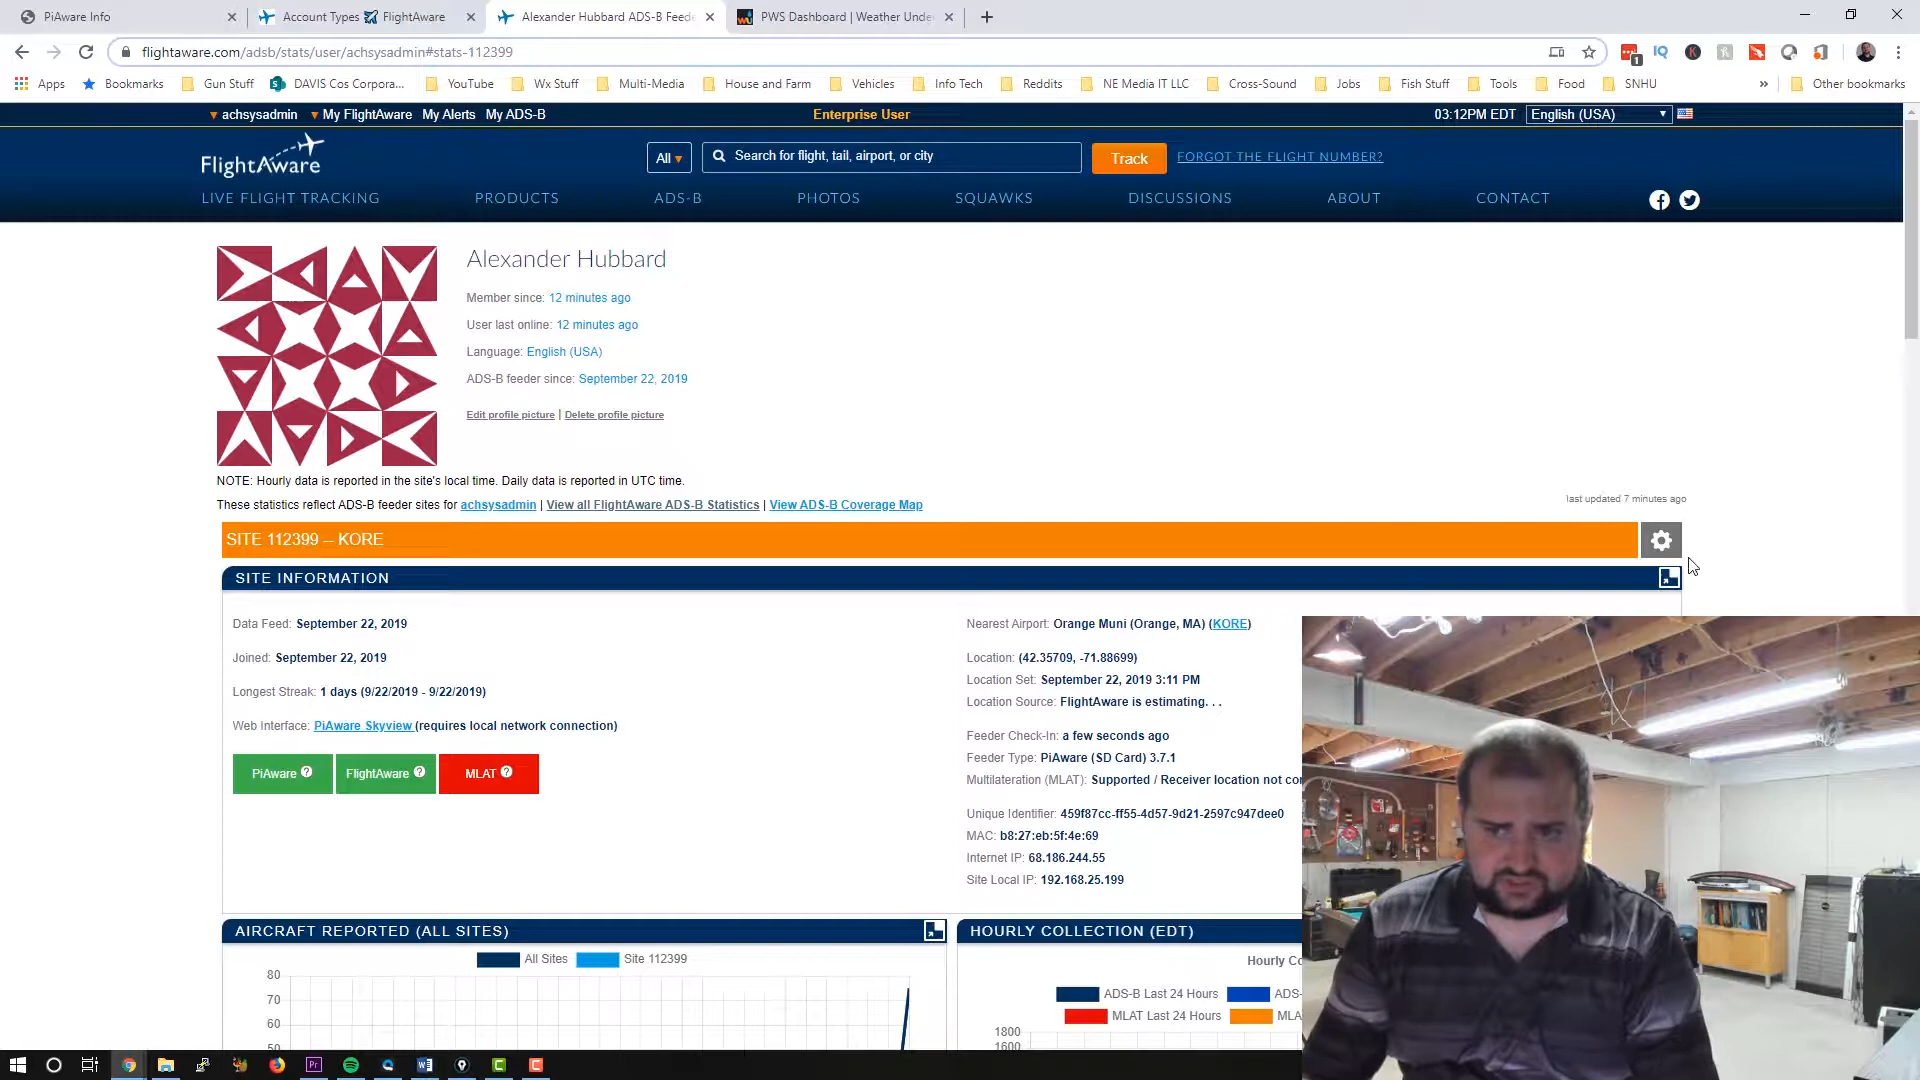 PiAware Info
Account Types FlightAware
Alexander Hubbard ADS-B Feede
PWS Dashboard | Weather Unde
flightaware.com/adsb/stats/user/achsysadmin#stats-112399
Apps Bookmarks Gun Stuff DAVIS Cos Corpora... YouTube Wx Stuff Multi-Media House and Farm Vehicles Info Tech Reddits NE Media IT LLC Cross-Sound Jobs Fish Stuff Tools Food SNHU » Other bookmarks
achsysadmin My FlightAware My Alerts My ADS-B Enterprise User 03:12PM EDT English (USA)
FlightAware All Search for flight, tail, airport, or city Track FORGOT THE FLIGHT NUMBER?
LIVE FLIGHT TRACKING PRODUCTS ADS-B PHOTOS SQUAWKS DISCUSSIONS ABOUT CONTACT
Alexander Hubbard
Member since: 12 minutes ago
User last online: 12 minutes ago
Language: English (USA)
ADS-B feeder since: September 22, 2019
Edit profile picture | Delete profile picture
NOTE: Hourly data is reported in the site's local time. Daily data is reported in UTC time.
These statistics reflect ADS-B feeder sites for achsysadmin | View all FlightAware ADS-B Statistics | View ADS-B Coverage Map
last updated 7 minutes ago
SITE 112399 -- KORE
SITE INFORMATION
Data Feed: September 22, 2019
Joined: September 22, 2019
Longest Streak: 1 days (9/22/2019 - 9/22/2019)
Web Interface: PiAware Skyview (requires local network connection)
PiAware ? FlightAware ? MLAT ?
Nearest Airport: Orange Muni (Orange, MA) (KORE)
Location: (42.35709, -71.88699)
Location Set: September 22, 2019 3:11 PM
Location Source: FlightAware is estimating. . .
Feeder Check-In: a few seconds ago
Feeder Type: PiAware (SD Card) 3.7.1
Multilateration (MLAT): Supported / Receiver location not con
Unique Identifier: 459f87cc-ff55-4d57-9d21-2597c947dee0
MAC: b8:27:eb:5f:4e:69
Internet IP: 68.186.244.55
Site Local IP: 192.168.25.199
AIRCRAFT REPORTED (ALL SITES)
All Sites Site 112399
80
70
60
50
HOURLY COLLECTION (EDT)
Hourly Co
ADS-B Last 24 Hours ADS-
MLAT Last 24 Hours MLA
1800
1600